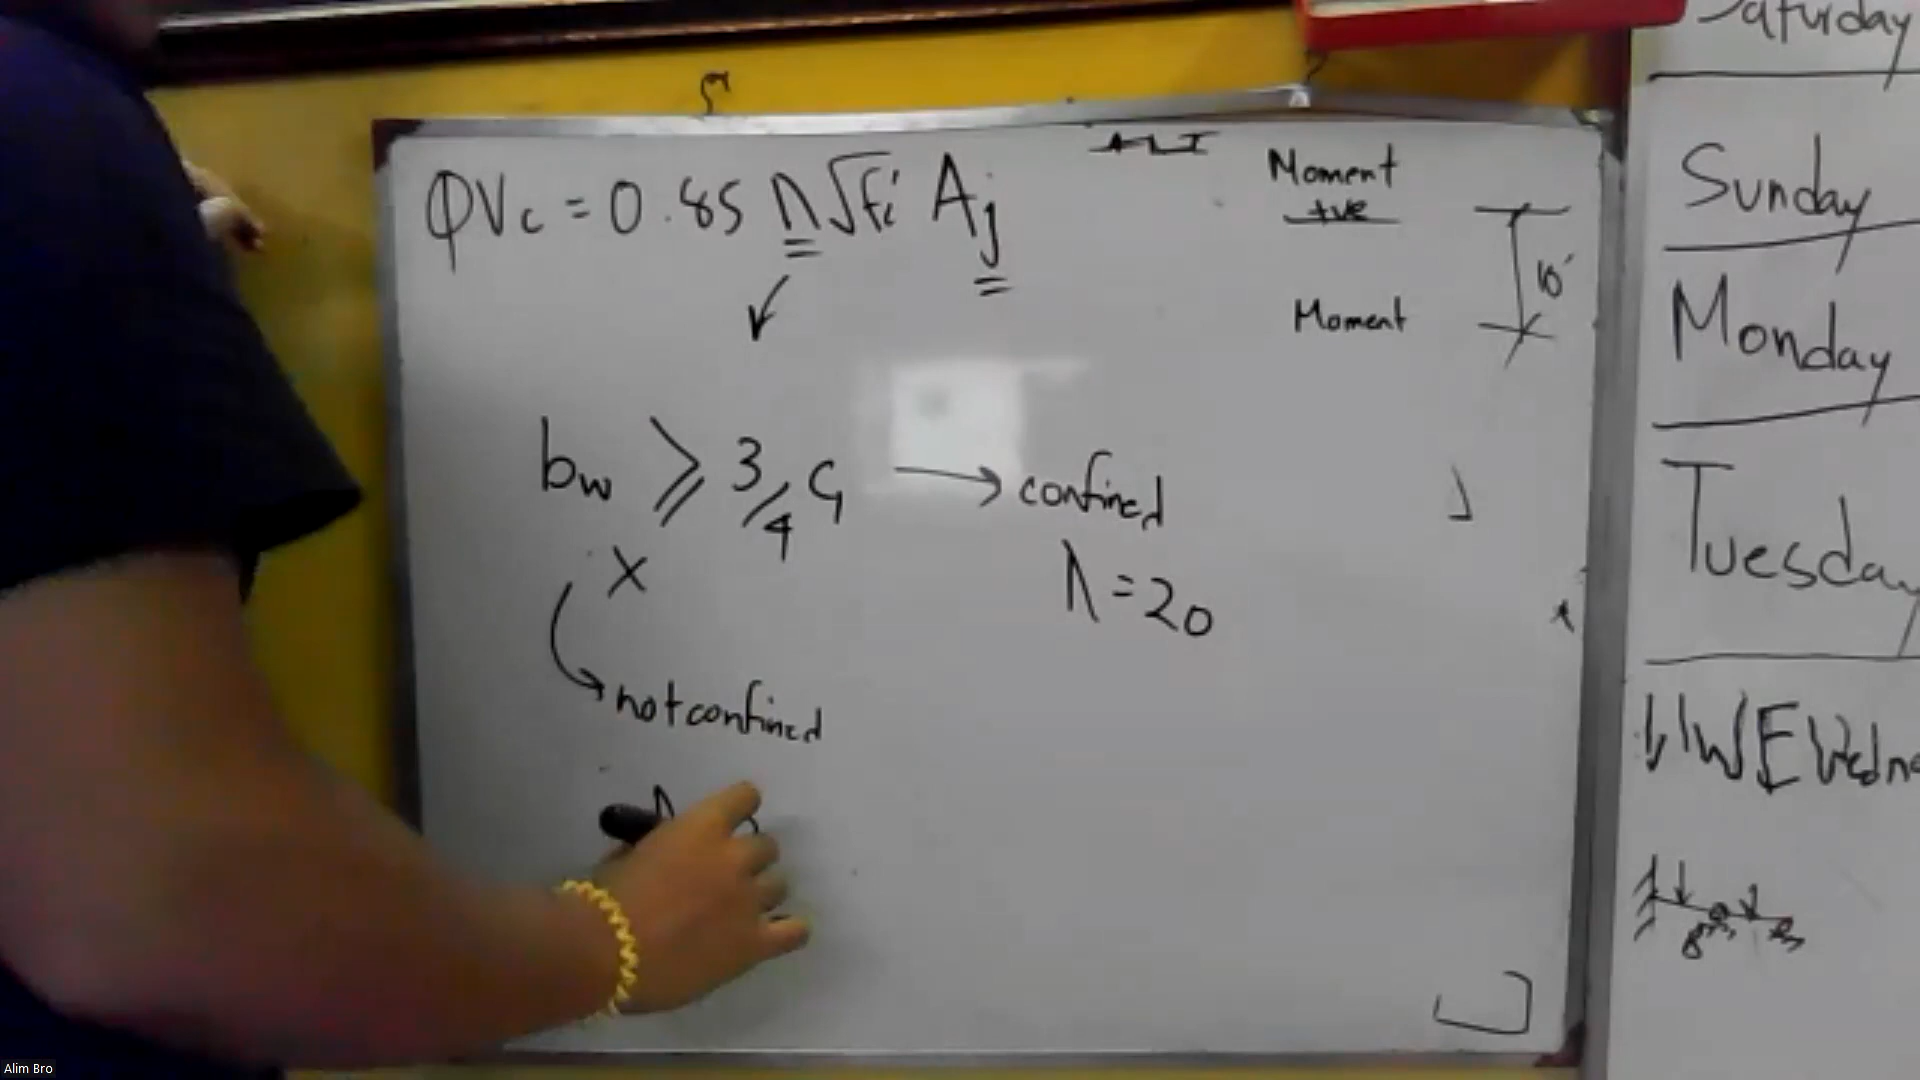 ϕVc = 0.85 λ√fc' Aj
Moment
+ve
10'
Moment
bw ⩾ 3/4 C1 → confined
X
λ = 20
not confined
Saturday
Sunday
Monday
Tuesday
Alim Bro